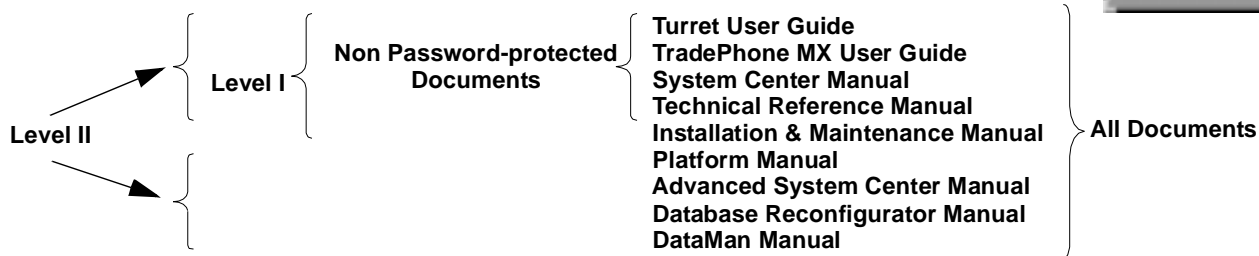 Level II
Level I
Non Password-protected
Documents
Turret User Guide
TradePhone MX User Guide
System Center Manual
Technical Reference Manual
Installation & Maintenance Manual
Platform Manual
Advanced System Center Manual
Database Reconfigurator Manual
DataMan Manual
All Documents